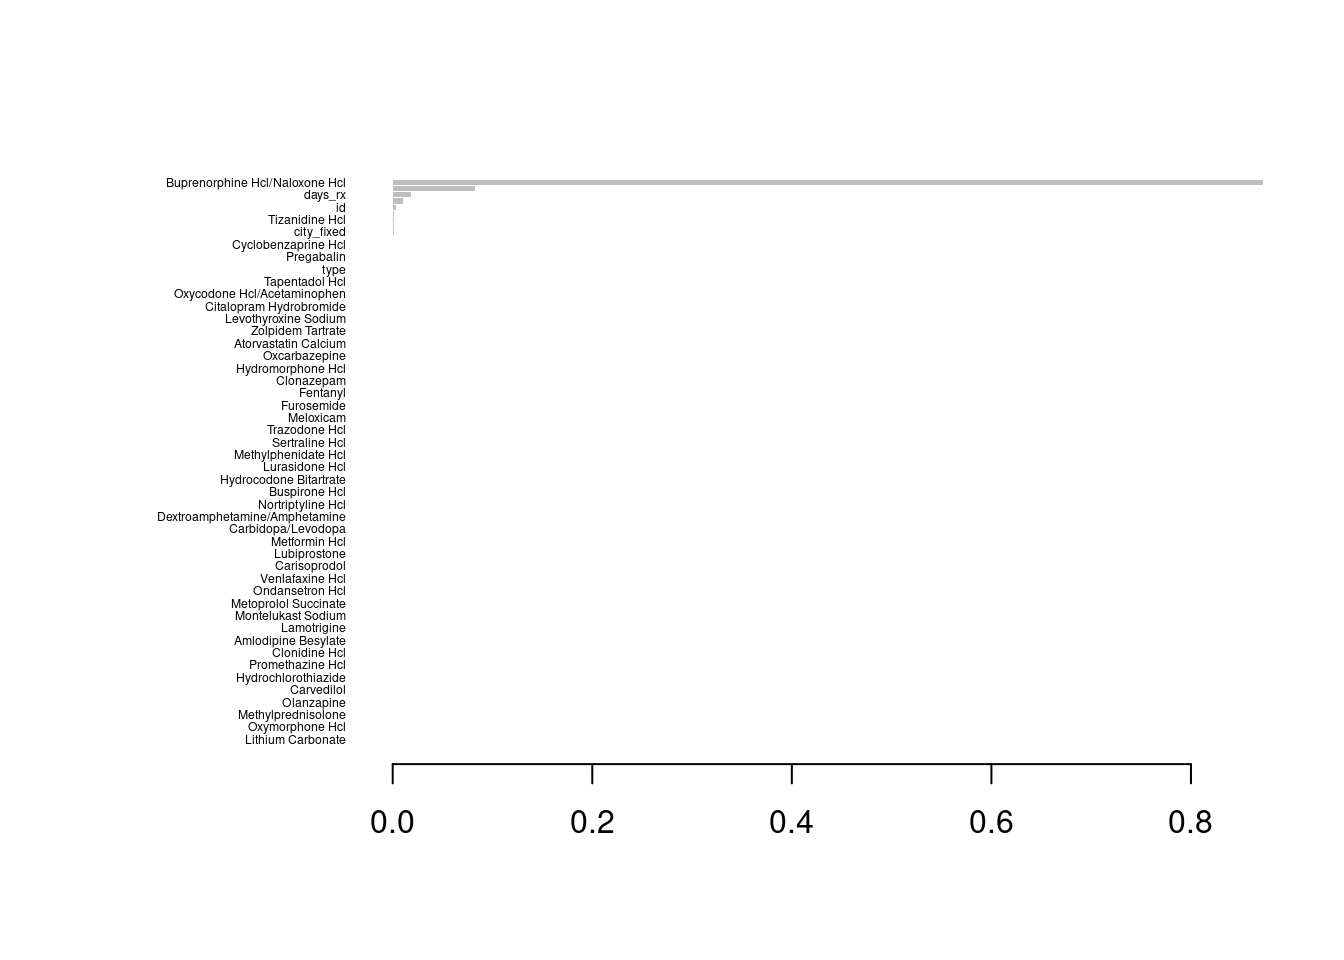 Buprenorphine Hcl/Naloxone Hcl
days_rx
id
Tizanidine Hcl
city_fixed
Cyclobenzaprine Hcl
Pregabalin
type
Tapentadol Hcl
Oxycodone Hcl/Acetaminophen
Citalopram Hydrobromide
Levothyroxine Sodium
Zolpidem Tartrate
Atorvastatin Calcium
Oxcarbazepine
Hydromorphone Hcl
Clonazepam
Fentanyl
Furosemide
Meloxicam
Trazodone Hcl
Sertraline Hcl
Methylphenidate Hcl
Lurasidone Hcl
Hydrocodone Bitartrate
Buspirone Hcl
Nortriptyline Hcl
Dextroamphetamine/Amphetamine
Carbidopa/Levodopa
Metformin Hcl
Lubiprostone
Carisoprodol
Venlafaxine Hcl
Ondansetron Hcl
Metoprolol Succinate
Montelukast Sodium
Lamotrigine
Amlodipine Besylate
Clonidine Hcl
Promethazine Hcl
Hydrochlorothiazide
Carvedilol
Olanzapine
Methylprednisolone
Oxymorphone Hcl
Lithium Carbonate
0.0 0.2 0.4 0.6 0.8